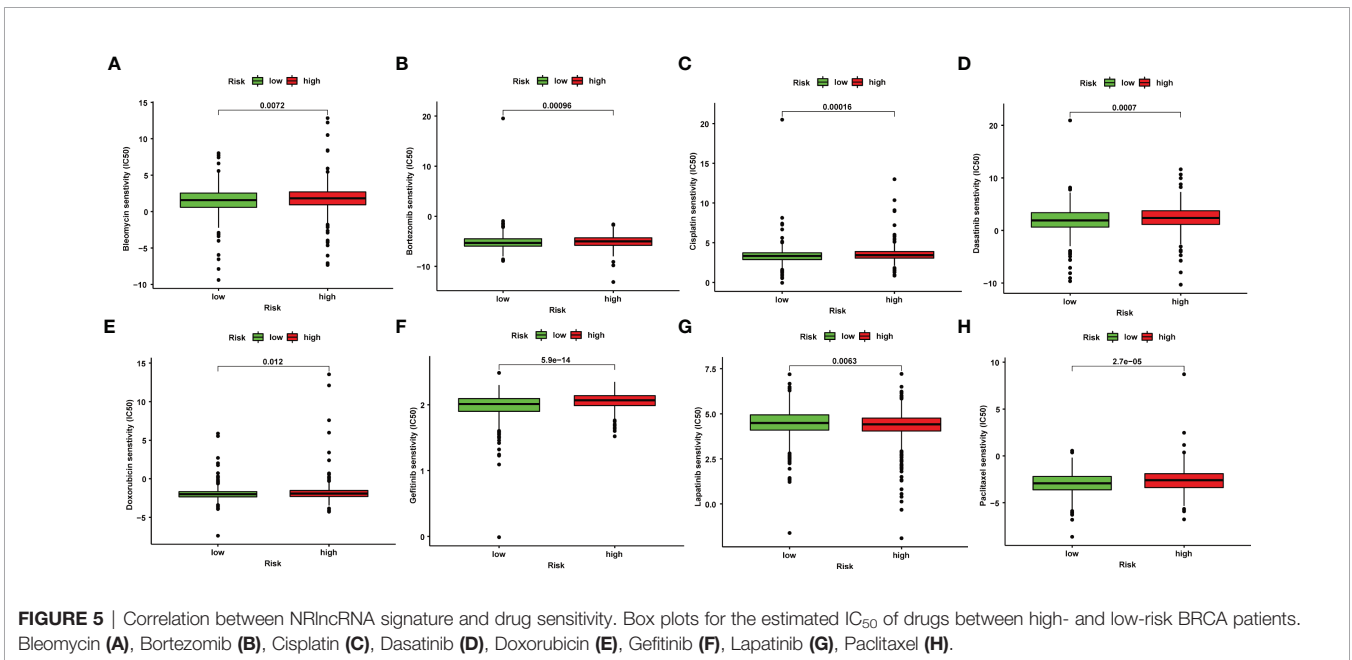 A
Risk low high
0.0072
15
10
5
0
−5
−10
Bleomycin senstivity (IC50)
low high
Risk
B
Risk low high
0.00096
20
10
0
−10
Bortezomib senstivity (IC50)
low high
Risk
C
Risk low high
0.00016
20
15
10
5
0
Cisplatin senstivity (IC50)
low high
Risk
D
Risk low high
0.0007
20
10
0
−10
Dasatinib senstivity (IC50)
low high
Risk
E
Risk low high
0.012
15
10
5
0
−5
Doxorubicin senstivity (IC50)
low high
Risk
F
Risk low high
5.9e−14
2
1
0
Gefitinib senstivity (IC50)
low high
Risk
G
Risk low high
0.0063
7.5
5.0
2.5
0.0
Lapatinib senstivity (IC50)
low high
Risk
H
Risk low high
2.7e−05
10
5
0
−5
Paclitaxel senstivity (IC50)
low high
Risk
FIGURE 5 | Correlation between NRlncRNA signature and drug sensitivity. Box plots for the estimated IC50 of drugs between high- and low-risk BRCA patients.
Bleomycin (A), Bortezomib (B), Cisplatin (C), Dasatinib (D), Doxorubicin (E), Gefitinib (F), Lapatinib (G), Paclitaxel (H).